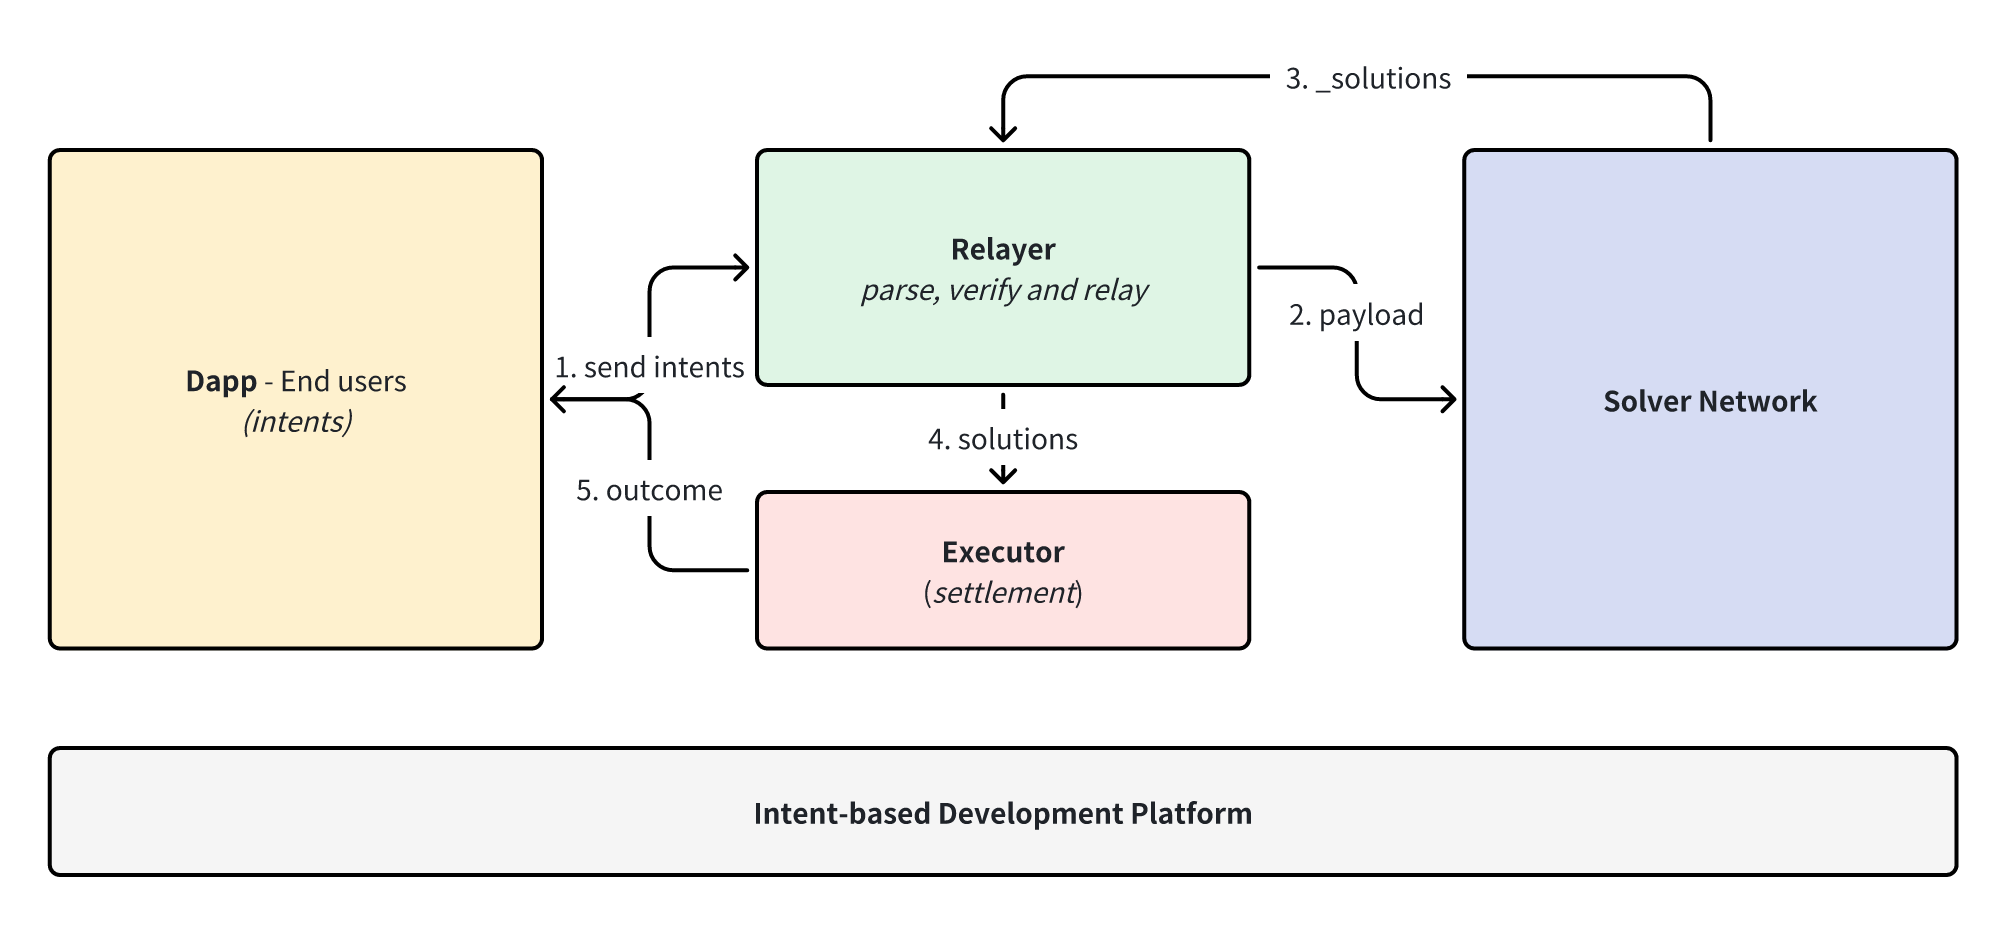 3. _solutions
Relayer
parse, verify and relay
2. payload
1. send intents
Dapp - End users
(intents)
Solver Network
4. solutions
5. outcome
Executor
(settlement)
Intent-based Development Platform